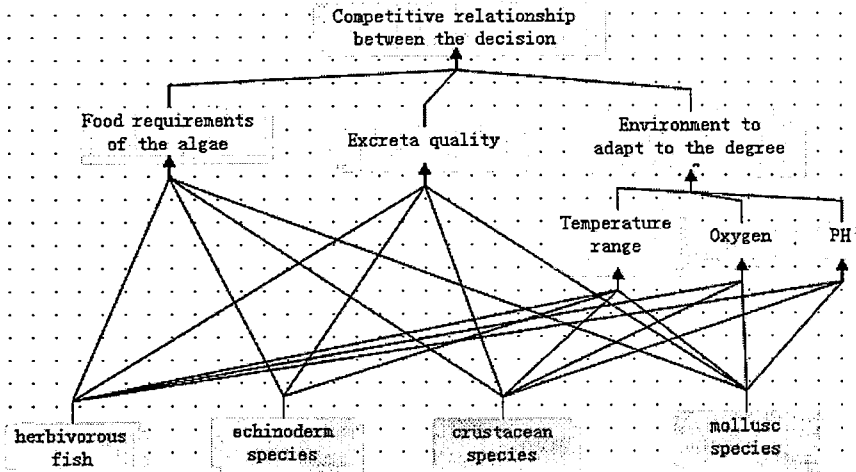 Competitive relationship
between the decision
Food requirements
of the algae
Excreta quality
Environment to
adapt to the degree
Temperature
range
Oxygen
PH
herbivorous
fish
echinoderm
species
crustacean
species
mollusc
species